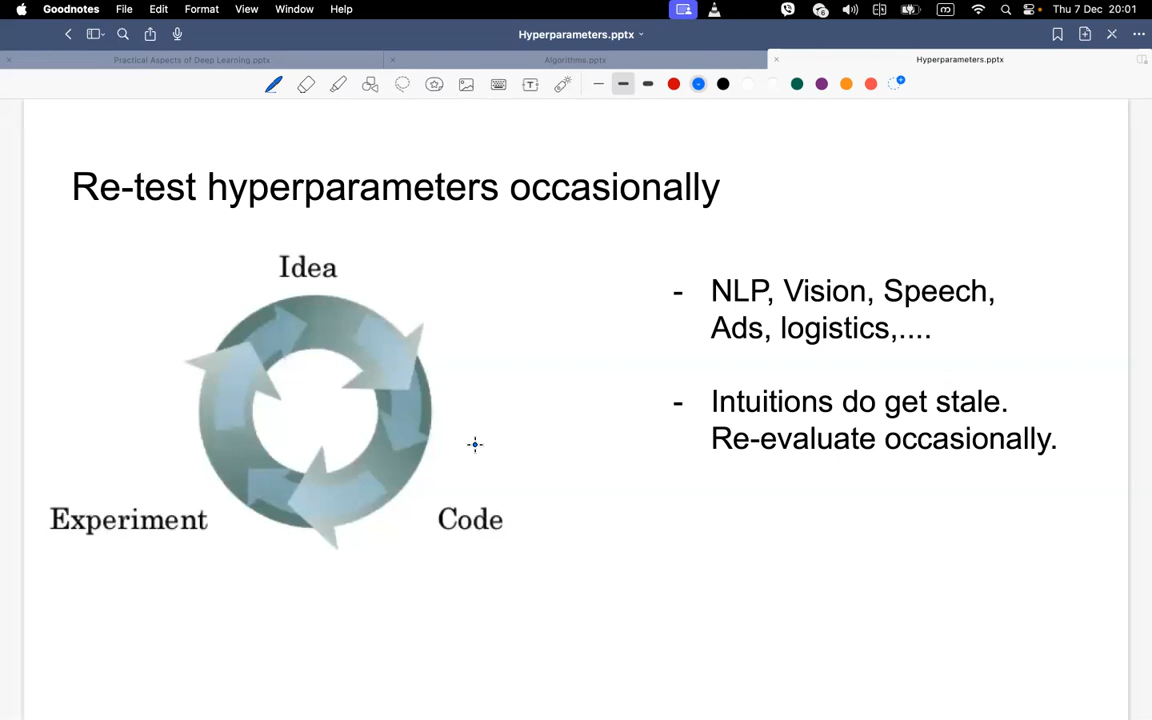 Goodnotes File Edit Format View Window Help
Thu 7 Dec 20:01
Hyperparameters.pptx
Practical Aspects of Deep Learning.pptx
Algorithms.pptx
Hyperparameters.pptx
Re-test hyperparameters occasionally
Idea
Experiment
Code
- NLP, Vision, Speech,
Ads, logistics,....
- Intuitions do get stale.
Re-evaluate occasionally.